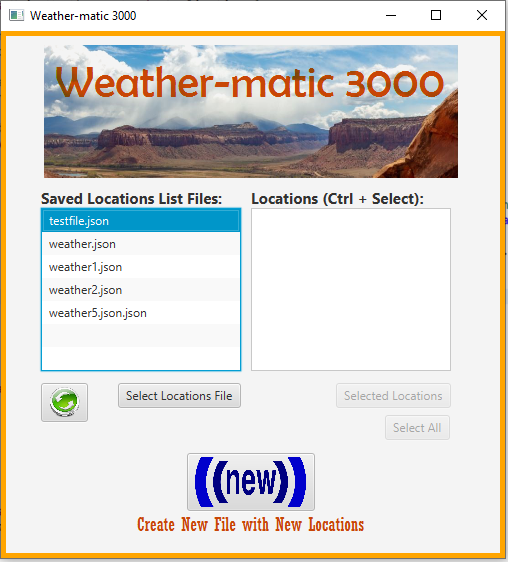 Weather-matic 3000
Weather-matic 3000
Saved Locations List Files:
Locations (Ctrl + Select):
testfile.json
weather.json
weather1.json
weather2.json
weather5.json.json
Select Locations File
Selected Locations
Select All
((new))
Create New File with New Locations